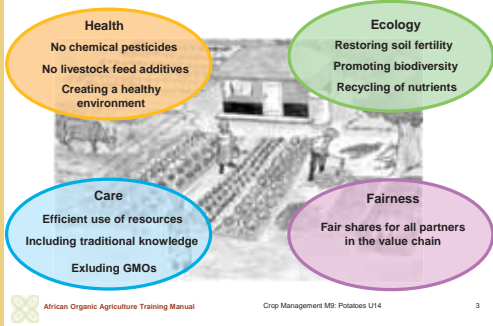 Health
No chemical pesticides
No livestock feed additives
Creating a healthy
environment
Ecology
Restoring soil fertility
Promoting biodiversity
Recycling of nutrients
Care
Efficient use of resources
Including traditional knowledge
Exluding GMOs
Fairness
Fair shares for all partners
in the value chain
African Organic Agriculture Training Manual
Crop Management M9: Potatoes U14
3